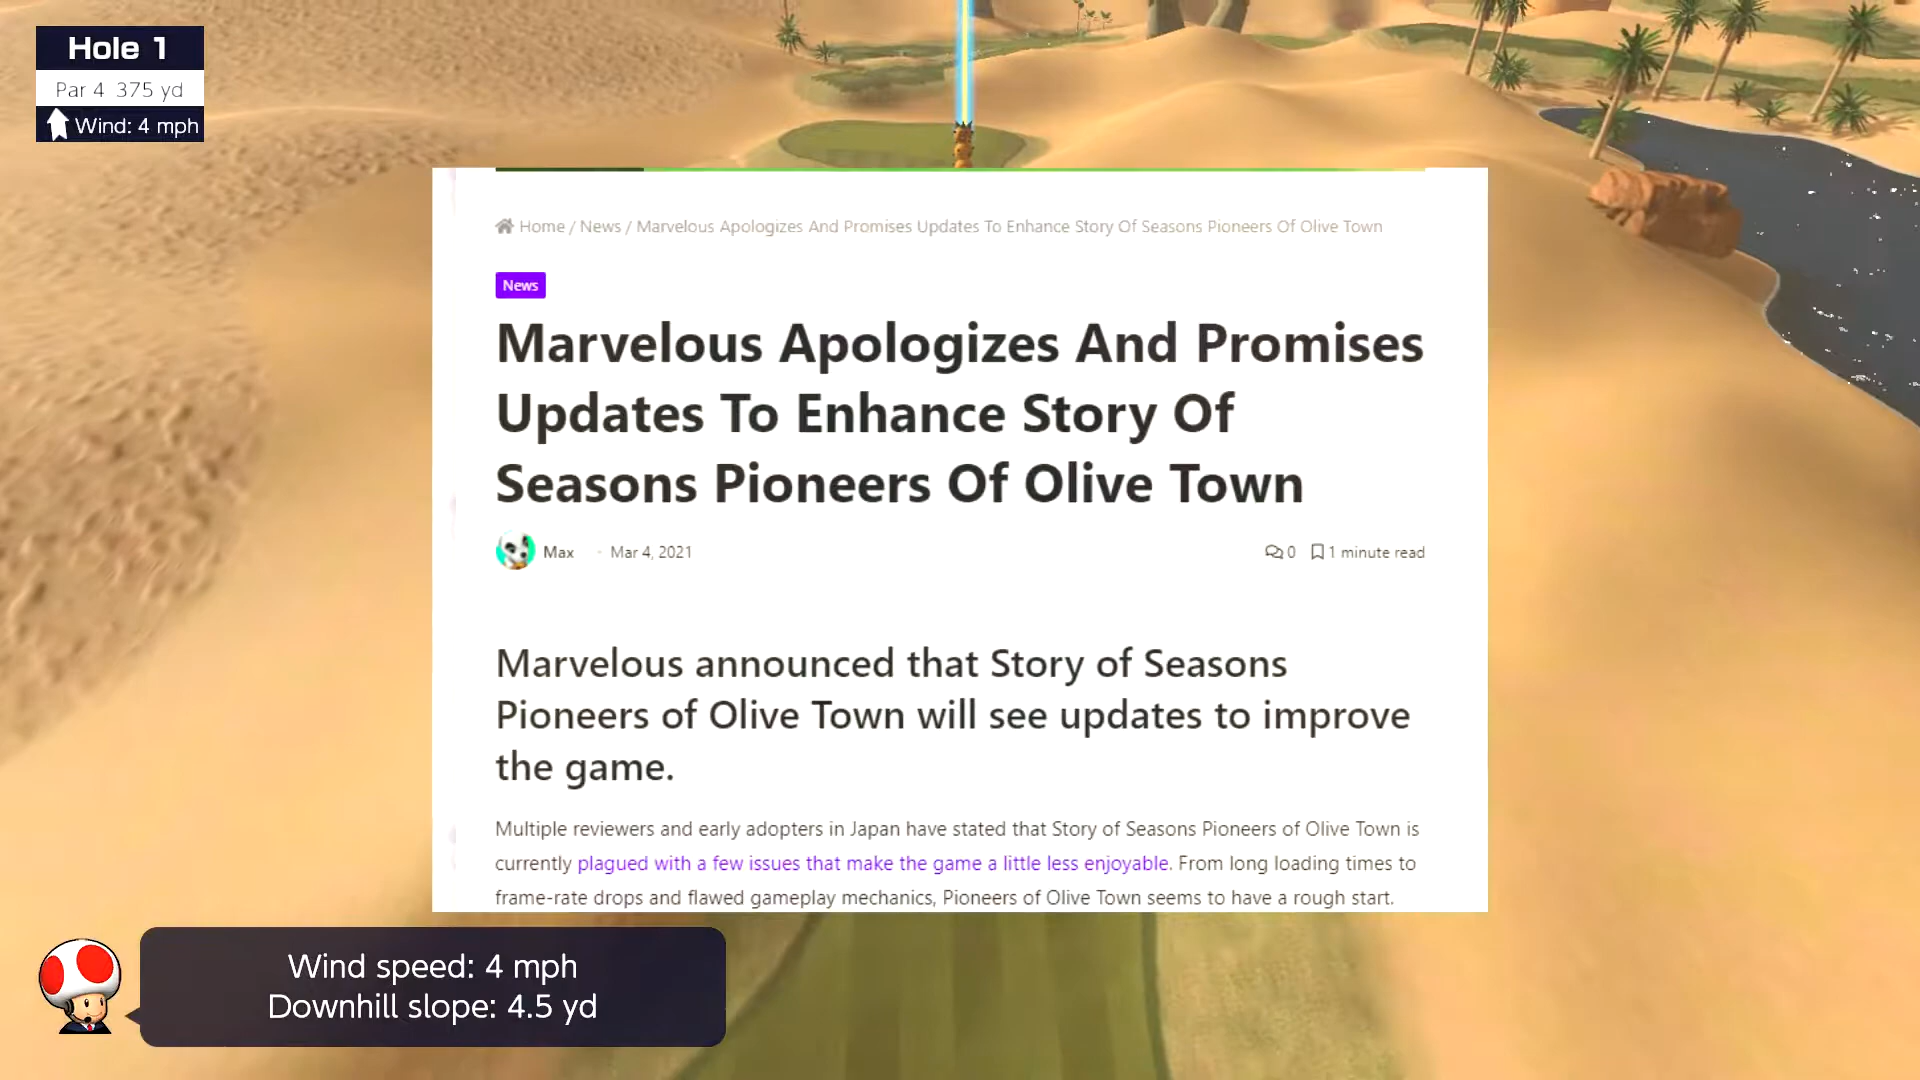 Hole 1
Par 4 375 yd
Wind: 4 mph
Home / News / Marvelous Apologizes And Promises Updates To Enhance Story Of Seasons Pioneers Of Olive Town
News
Marvelous Apologizes And Promises
Updates To Enhance Story Of
Seasons Pioneers Of Olive Town
Max · Mar 4, 2021 0 1 minute read
Marvelous announced that Story of Seasons
Pioneers of Olive Town will see updates to improve
the game.
Multiple reviewers and early adopters in Japan have stated that Story of Seasons Pioneers of Olive Town is
currently plagued with a few issues that make the game a little less enjoyable. From long loading times to
frame-rate drops and flawed gameplay mechanics, Pioneers of Olive Town seems to have a rough start.
Wind speed: 4 mph
Downhill slope: 4.5 yd